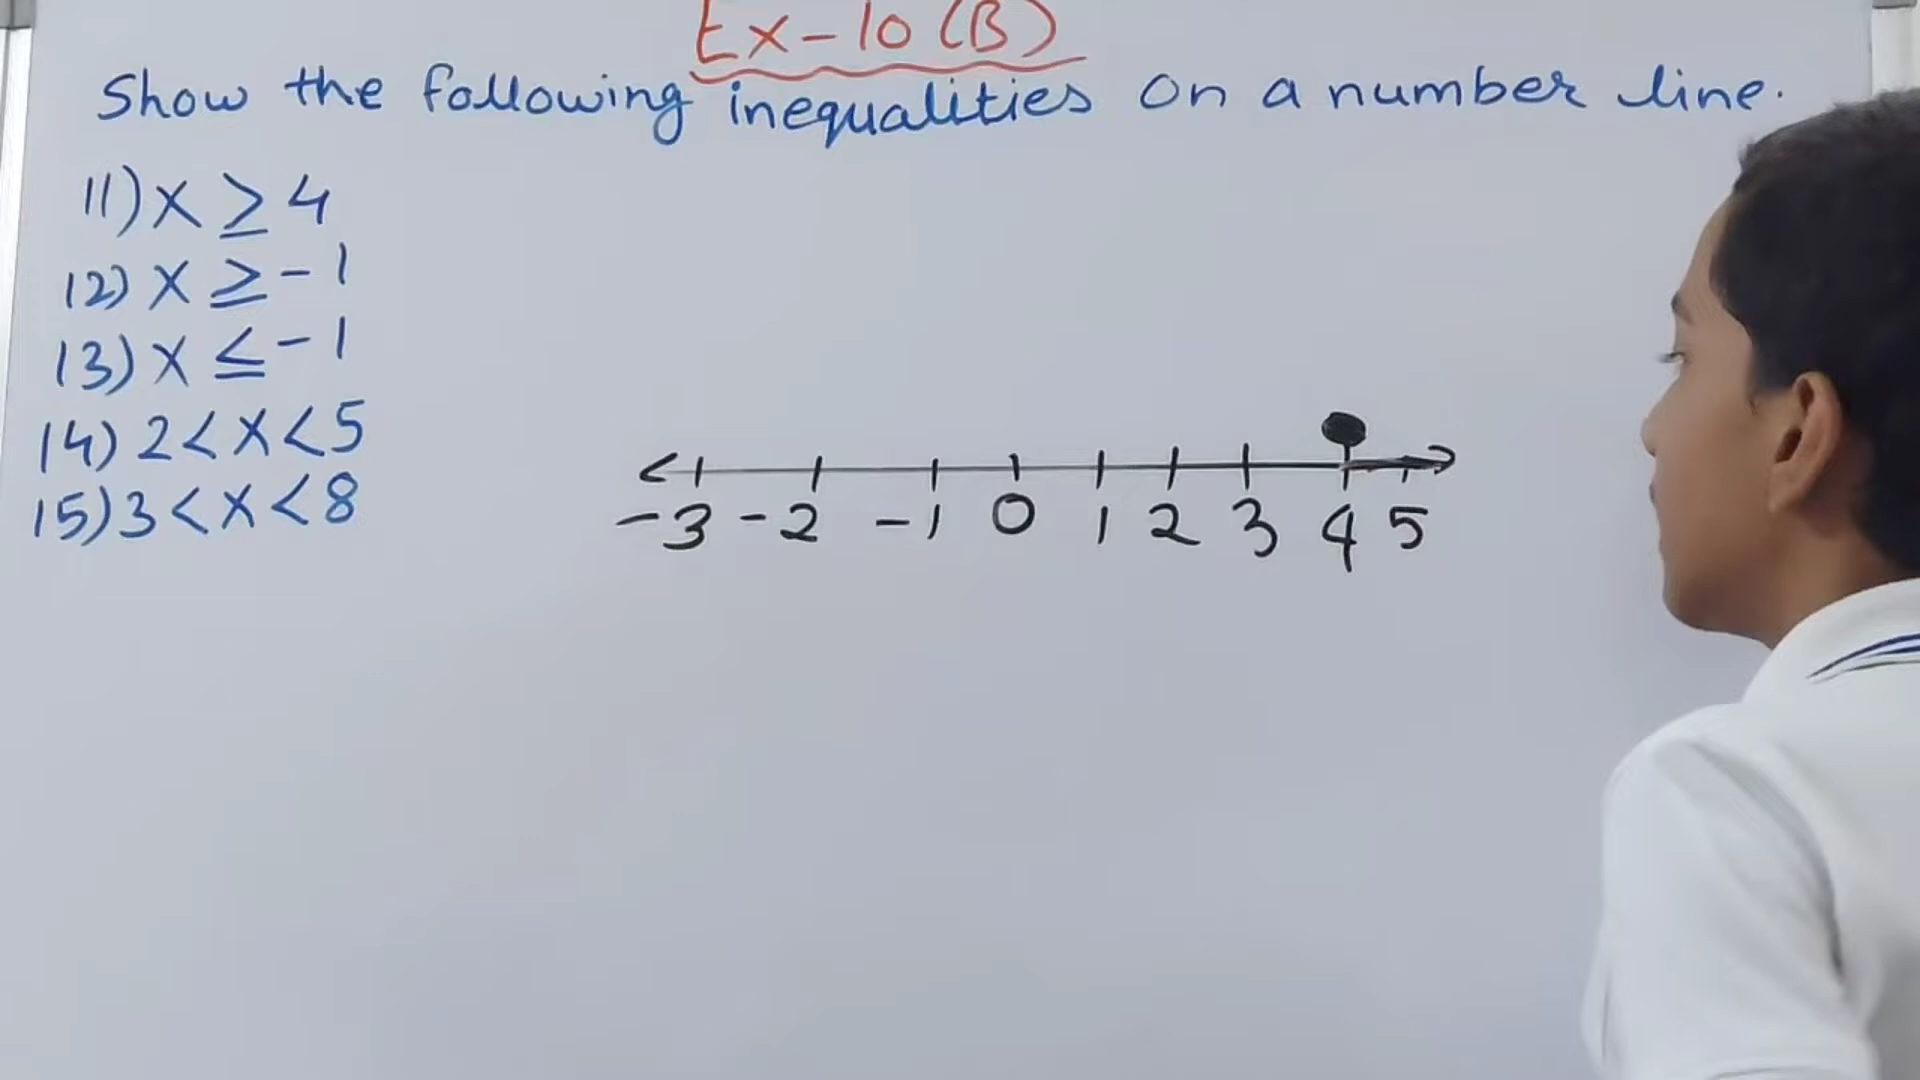 Ex-10 (B)
Show the following inequalities on a number line.
11) x ≥ 4
12) x ≥ -1
13) x ≤ -1
14) 2 < x < 5
15) 3 < x < 8
-3 -2 -1 0 1 2 3 4 5